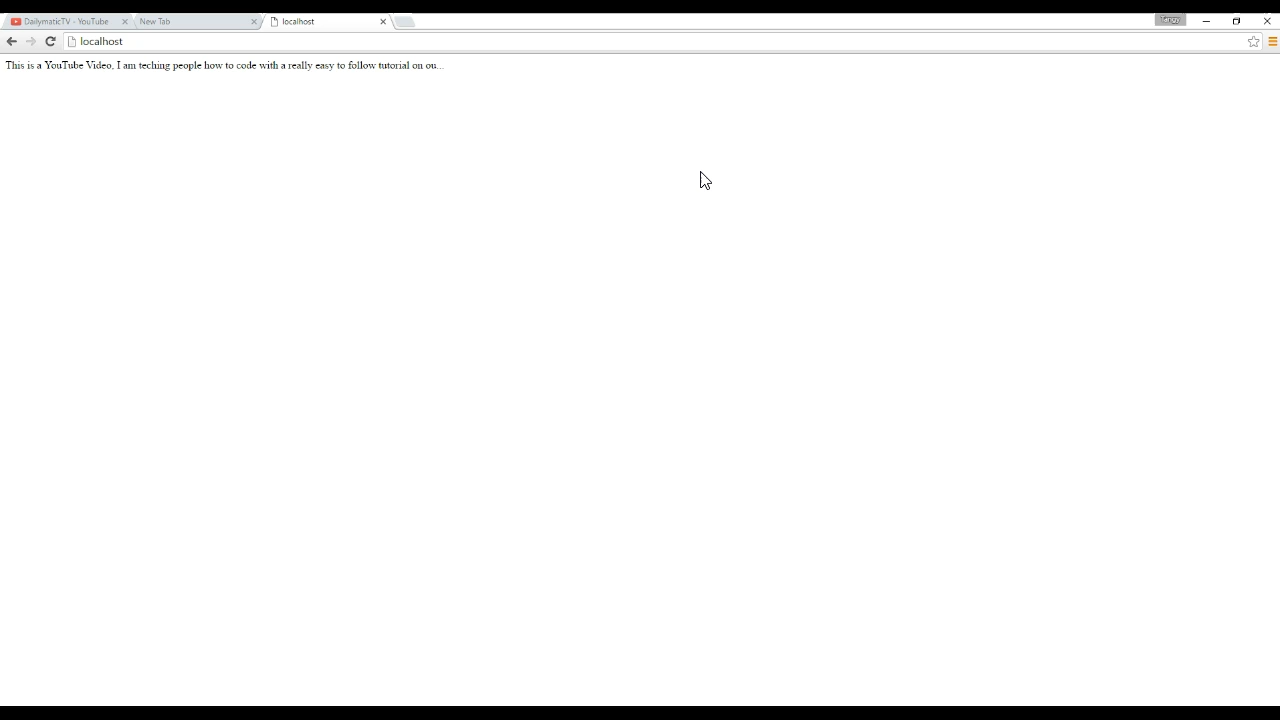 DailymaticTV - YouTube
New Tab
localhost
Tangy
localhost
This is a YouTube Video, I am teching people how to code with a really easy to follow tutorial on ou...